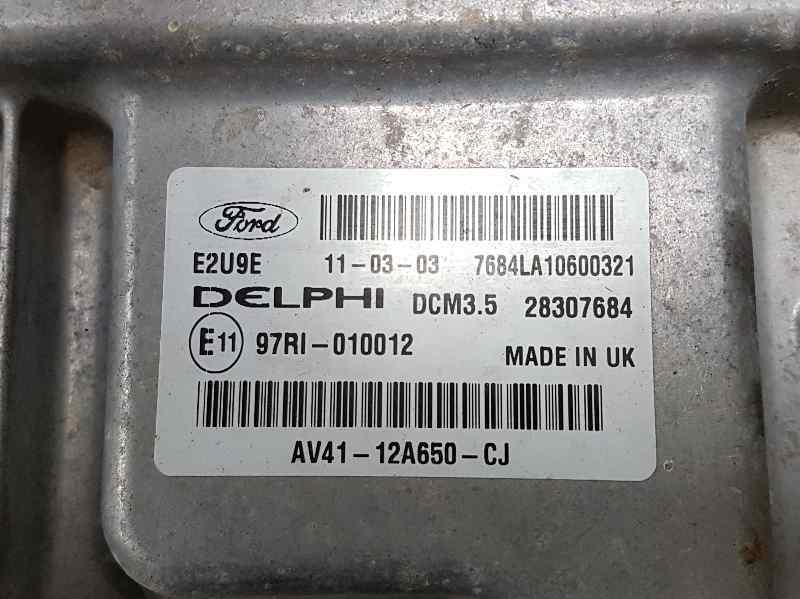 Ford
E2U9E 11-03-03 7684LA10600321
DELPHI DCM3.5 28307684
E11 97RI-010012 MADE IN UK
AV41-12A650-CJ